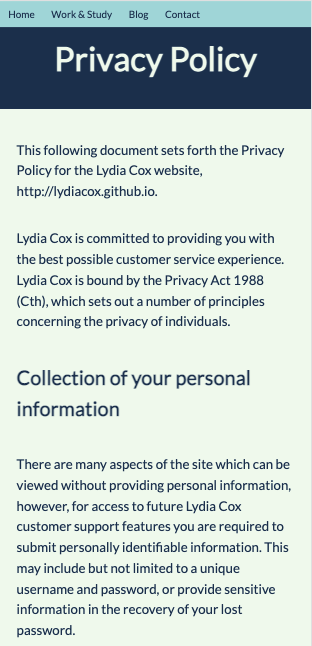 Home Work & Study Blog Contact
Privacy Policy
This following document sets forth the Privacy
Policy for the Lydia Cox website,
http://lydiacox.github.io.
Lydia Cox is committed to providing you with
the best possible customer service experience.
Lydia Cox is bound by the Privacy Act 1988
(Cth), which sets out a number of principles
concerning the privacy of individuals.
Collection of your personal
information
There are many aspects of the site which can be
viewed without providing personal information,
however, for access to future Lydia Cox
customer support features you are required to
submit personally identifiable information. This
may include but not limited to a unique
username and password, or provide sensitive
information in the recovery of your lost
password.